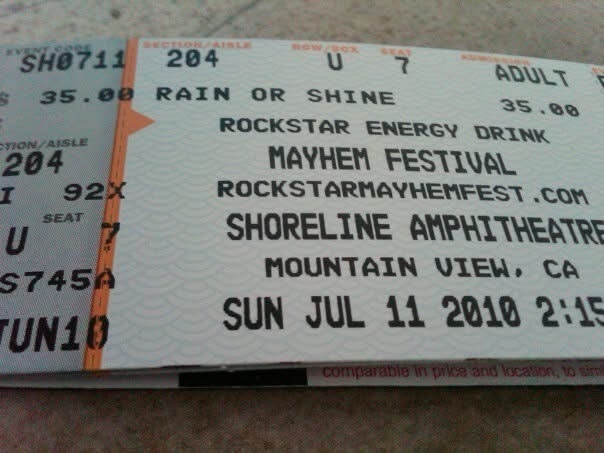 EVENT CODE SECTION/AISLE ROW/BOX SEAT ADMISSION
SH0711 204 U 7 ADULT
$ 35.00 RAIN OR SHINE 35.00
ROCKSTAR ENERGY DRINK
SECTION/AISLE
204 MAYHEM FESTIVAL
92X ROCKSTARMAYHEMFEST.COM
SEAT
U 7 SHORELINE AMPHITHEATRE
S745A MOUNTAIN VIEW, CA
JUN10 SUN JUL 11 2010 2:15
comparable in price and location, to